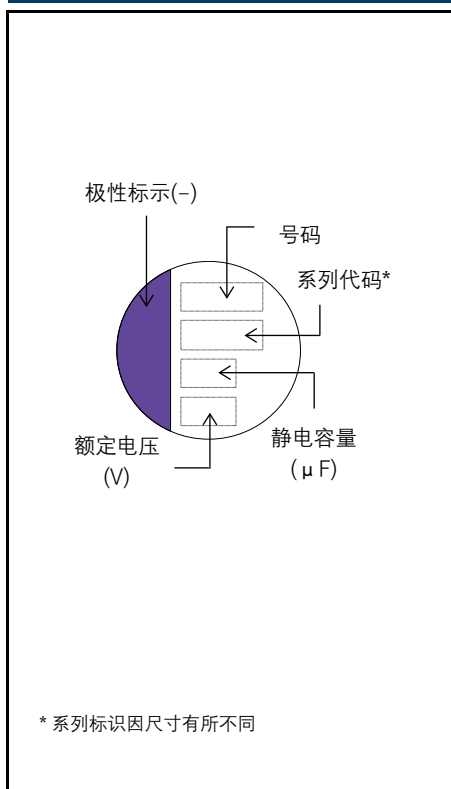 极性标示(−)
号码
系列代码*
额定电压
(V)
静电容量
(μF)
* 系列标识因尺寸有所不同